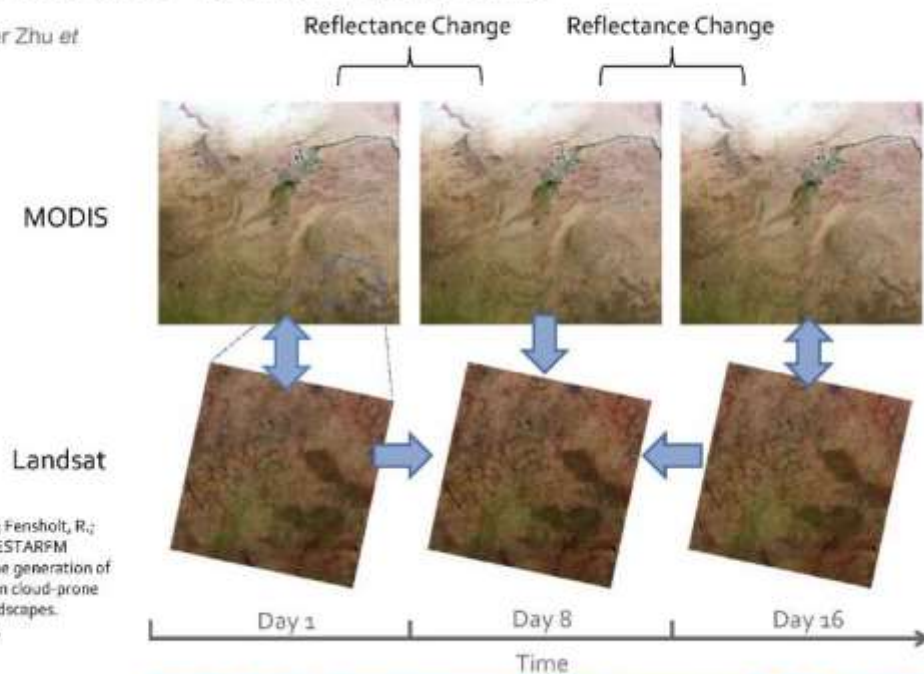 r Zhu et
Reflectance Change
Reflectance Change
MODIS
Landsat
Fensholt, R.;
ESTARFM
ne generation of
n cloud-prone
dscapes.
Day 1
Day 8
Day 16
Time